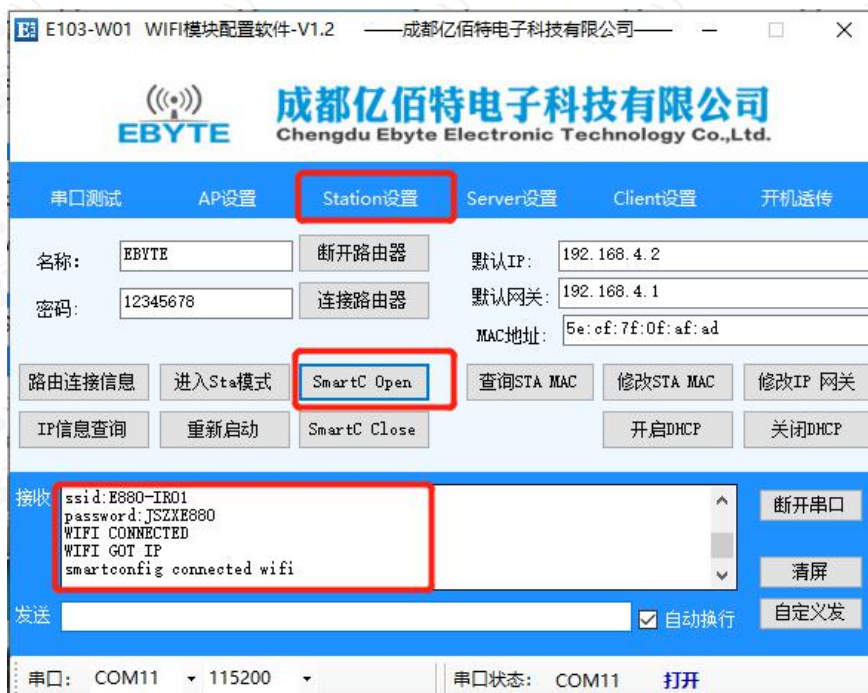 E103-W01 WIFI模块配置软件-V1.2 ——成都亿佰特电子科技有限公司——
EBYTE
成都亿佰特电子科技有限公司
Chengdu Ebyte Electronic Technology Co.,Ltd.
串口测试 AP设置 Station设置 Server设置 Client设置 开机透传
名称: EBYTE 断开路由器 默认IP: 192.168.4.2
密码: 12345678 连接路由器 默认网关: 192.168.4.1
MAC地址: 5e:cf:7f:0f:af:ad
路由连接信息 进入Sta模式 SmartC Open 查询STA MAC 修改STA MAC 修改IP 网关
IP信息查询 重新启动 SmartC Close 开启DHCP 关闭DHCP
接收 ssid:E880-IR01
password:JSZXE880
WIFI CONNECTED
WIFI GOT IP
smartconfig connected wifi
断开串口
清屏
发送 自动换行 自定义发
串口: COM11 115200 串口状态: COM11 打开